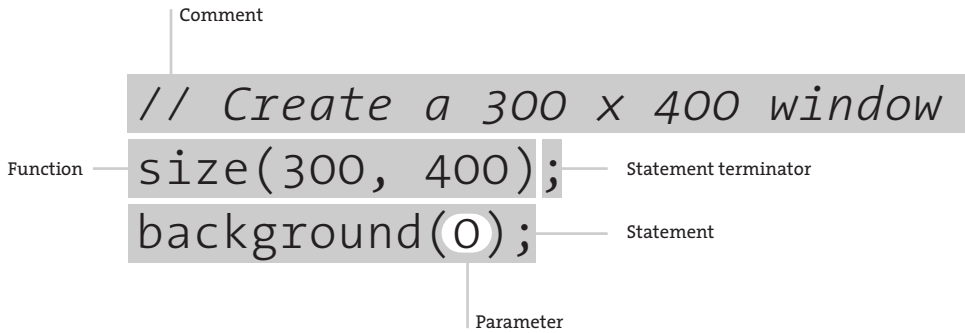 Comment
// Create a 300 x 400 window
Function
size(300, 400);
Statement terminator
background(0);
Statement
Parameter